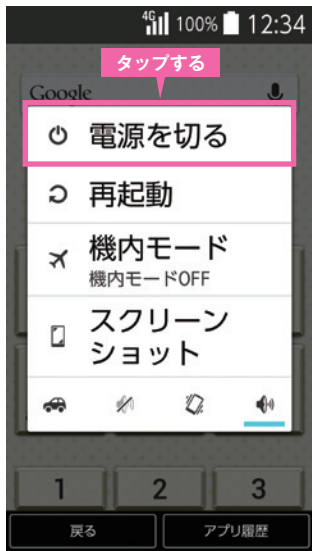 4G 100% 12:34
タップする
Google
電源を切る
再起動
機内モード
機内モードOFF
スクリーン
ショット
1 2 3
戻る アプリ履歴